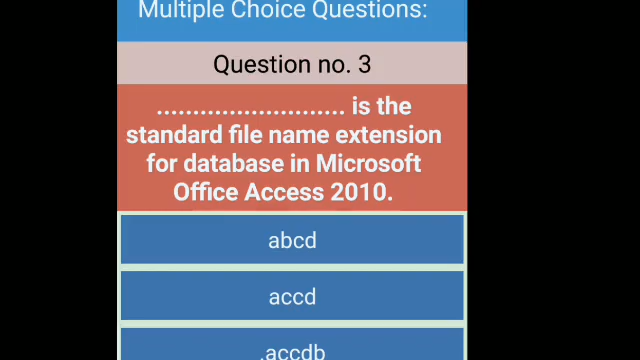 Multiple Choice Questions:
Question no. 3
.......................... is the
standard file name extension
for database in Microsoft
Office Access 2010.
abcd
accd
.accdb